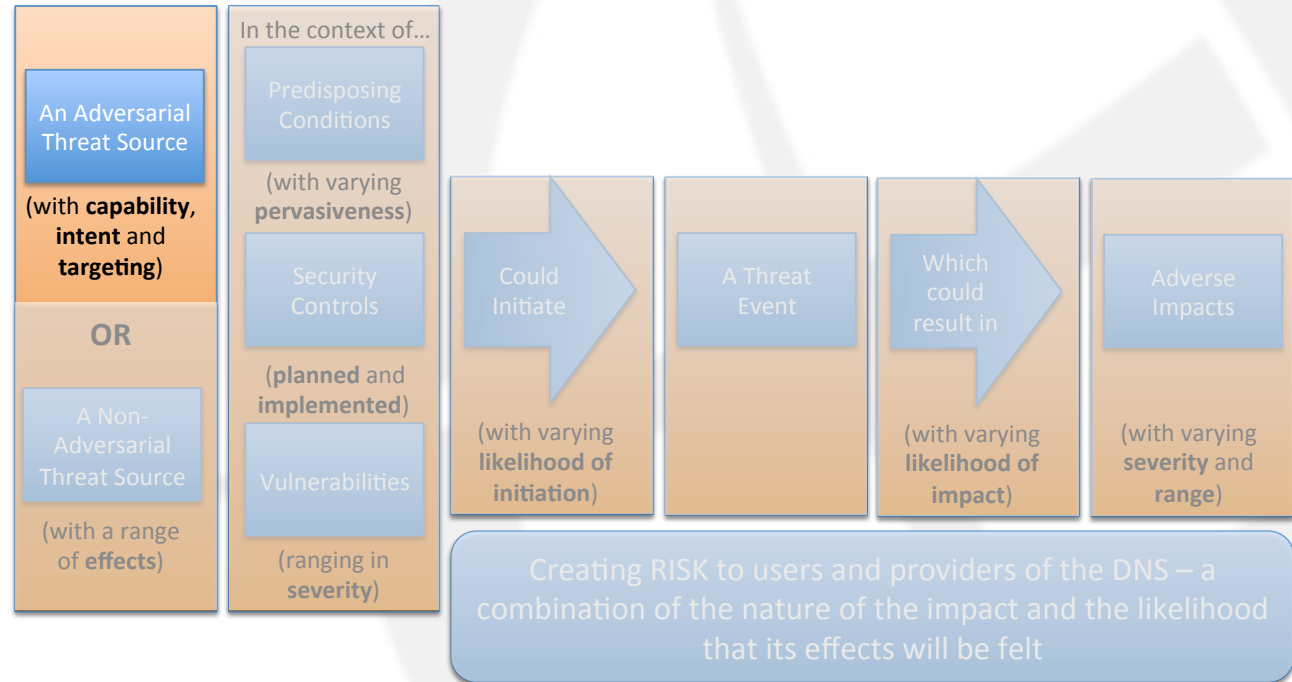 An Adversarial
Threat Source
(with capability,
intent and
targeting)
OR
A Non-
Adversarial
Threat Source
(with a range
of effects)
In the context of…
Predisposing
Conditions
(with varying
pervasiveness)
Security
Controls
(planned and
implemented)
Vulnerabilities
(ranging in
severity)
Could
Initiate
(with varying
likelihood of
initiation)
A Threat
Event
Which
could
result in
(with varying
likelihood of
impact)
Adverse
Impacts
(with varying
severity and
range)
Creating RISK to users and providers of the DNS – a
combination of the nature of the impact and the likelihood
that its effects will be felt